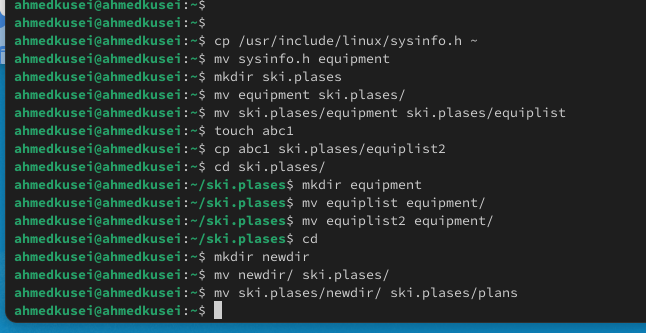 ahmedkusei@ahmedkusei:~$
ahmedkusei@ahmedkusei:~$
ahmedkusei@ahmedkusei:~$ cp /usr/include/linux/sysinfo.h ~
ahmedkusei@ahmedkusei:~$ mv sysinfo.h equipment
ahmedkusei@ahmedkusei:~$ mkdir ski.plases
ahmedkusei@ahmedkusei:~$ mv equipment ski.plases/
ahmedkusei@ahmedkusei:~$ mv ski.plases/equipment ski.plases/equiplist
ahmedkusei@ahmedkusei:~$ touch abc1
ahmedkusei@ahmedkusei:~$ cp abc1 ski.plases/equiplist2
ahmedkusei@ahmedkusei:~$ cd ski.plases/
ahmedkusei@ahmedkusei:~/ski.plases$ mkdir equipment
ahmedkusei@ahmedkusei:~/ski.plases$ mv equiplist equipment/
ahmedkusei@ahmedkusei:~/ski.plases$ mv equiplist2 equipment/
ahmedkusei@ahmedkusei:~/ski.plases$ cd
ahmedkusei@ahmedkusei:~$ mkdir newdir
ahmedkusei@ahmedkusei:~$ mv newdir/ ski.plases/
ahmedkusei@ahmedkusei:~$ mv ski.plases/newdir/ ski.plases/plans
ahmedkusei@ahmedkusei:~$